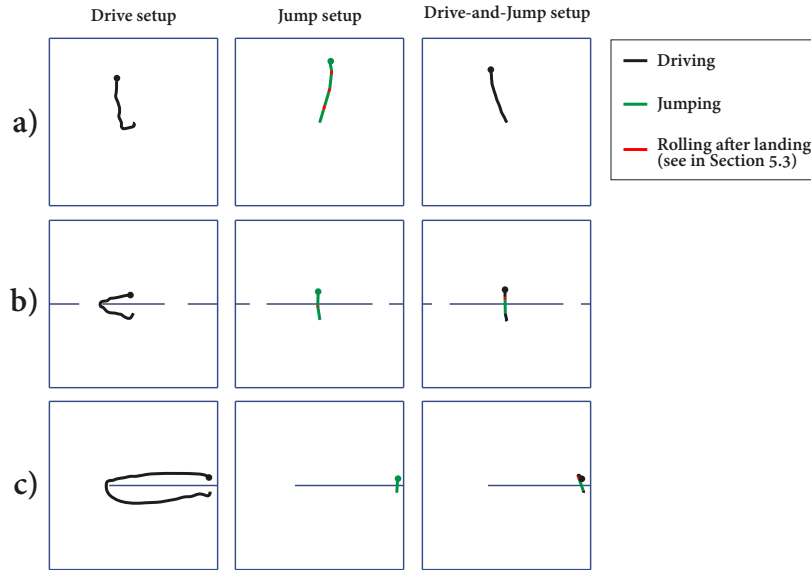 Drive setup
Jump setup
Drive-and-Jump setup
a)
b)
c)
Driving
Jumping
Rolling after landing
(see in Section 5.3)